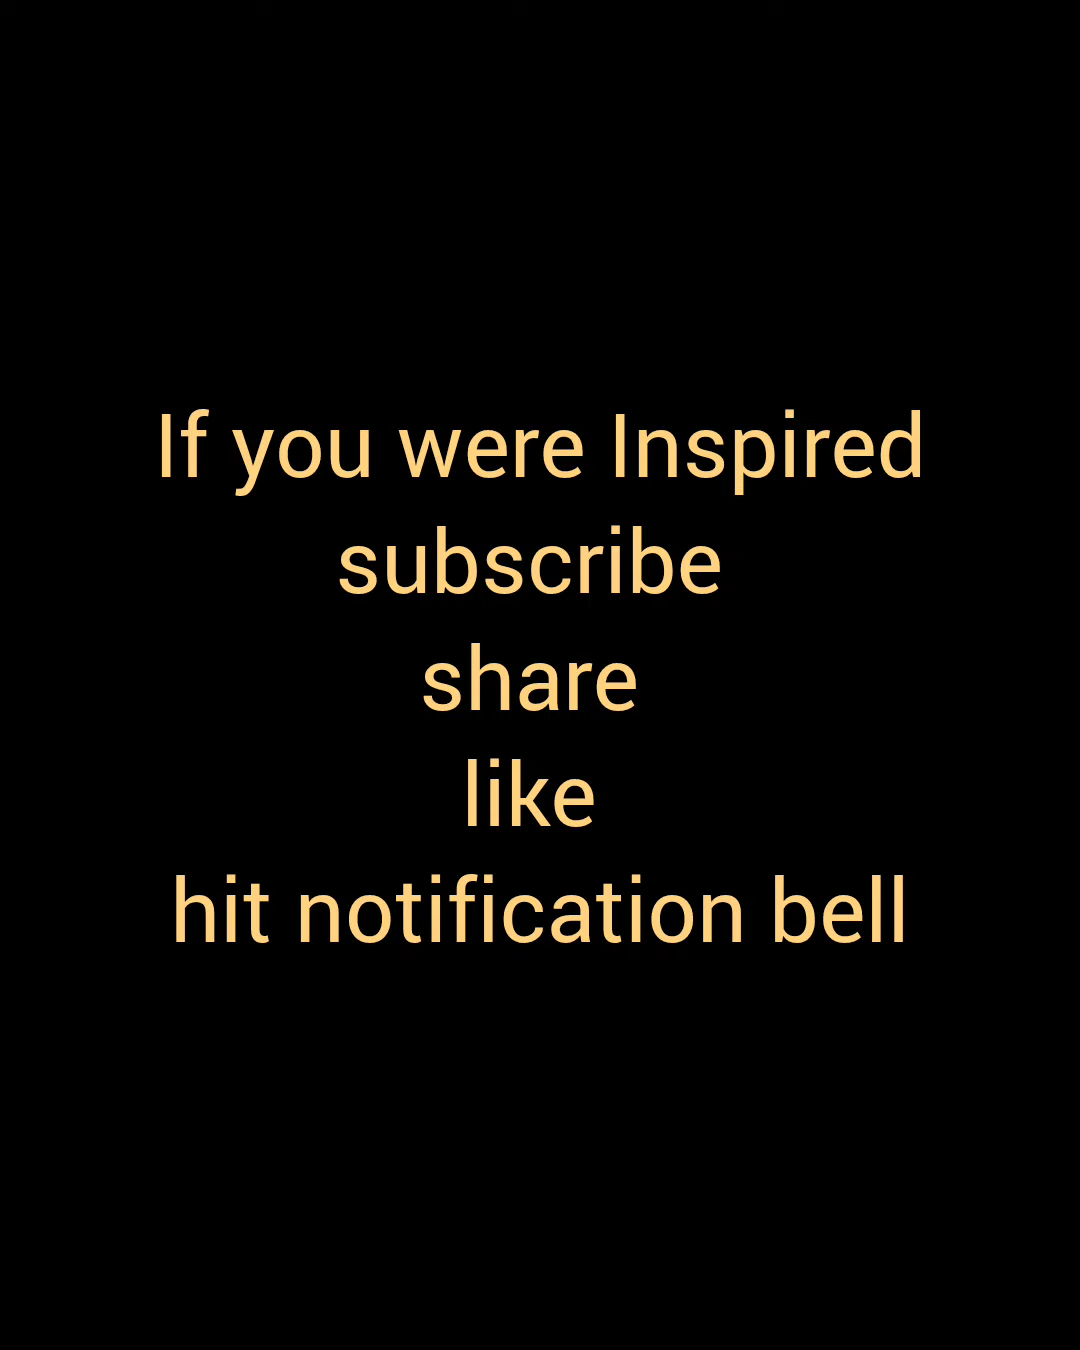 If you were Inspired
subscribe
share
like
hit notification bell